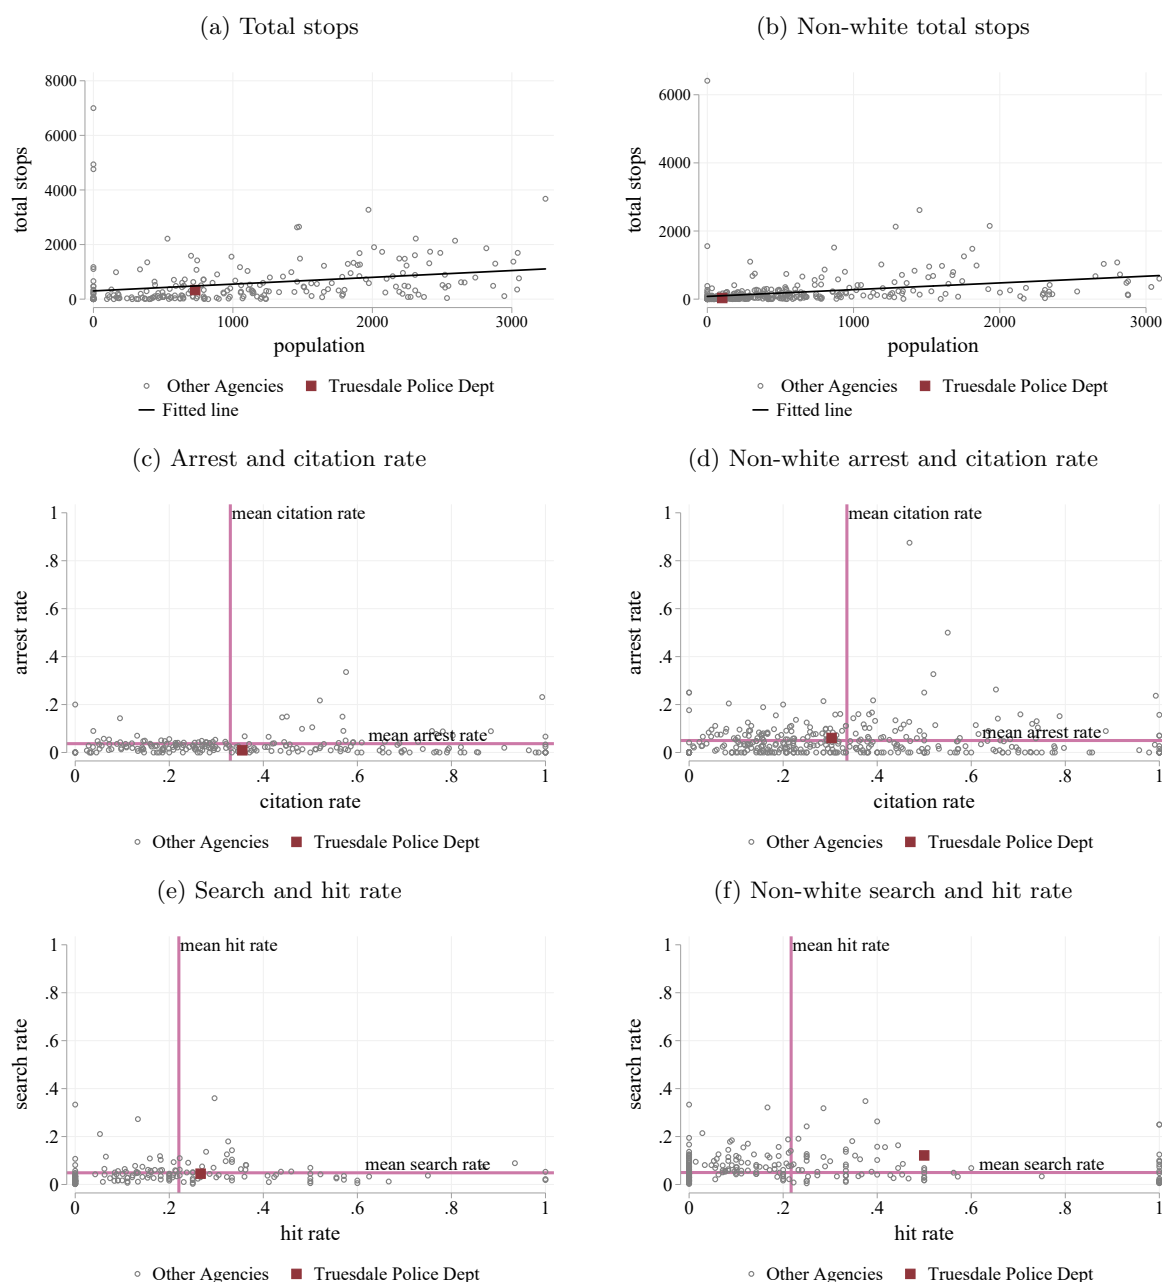 (a) Total stops
(b) Non-white total stops
total stops
8000
6000
4000
2000
0
0 1000 2000 3000
population
Other Agencies Truesdale Police Dept
Fitted line
total stops
6000
4000
2000
0
0 1000 2000 3000
population
Other Agencies Truesdale Police Dept
Fitted line
(c) Arrest and citation rate
(d) Non-white arrest and citation rate
arrest rate
1
.8
.6
.4
.2
0
mean citation rate
mean arrest rate
0 .2 .4 .6 .8 1
citation rate
Other Agencies Truesdale Police Dept
arrest rate
1
.8
.6
.4
.2
0
mean citation rate
mean arrest rate
0 .2 .4 .6 .8 1
citation rate
Other Agencies Truesdale Police Dept
(e) Search and hit rate
(f) Non-white search and hit rate
search rate
1
.8
.6
.4
.2
0
mean hit rate
mean search rate
0 .2 .4 .6 .8 1
hit rate
Other Agencies Truesdale Police Dept
search rate
1
.8
.6
.4
.2
0
mean hit rate
mean search rate
0 .2 .4 .6 .8 1
hit rate
Other Agencies Truesdale Police Dept